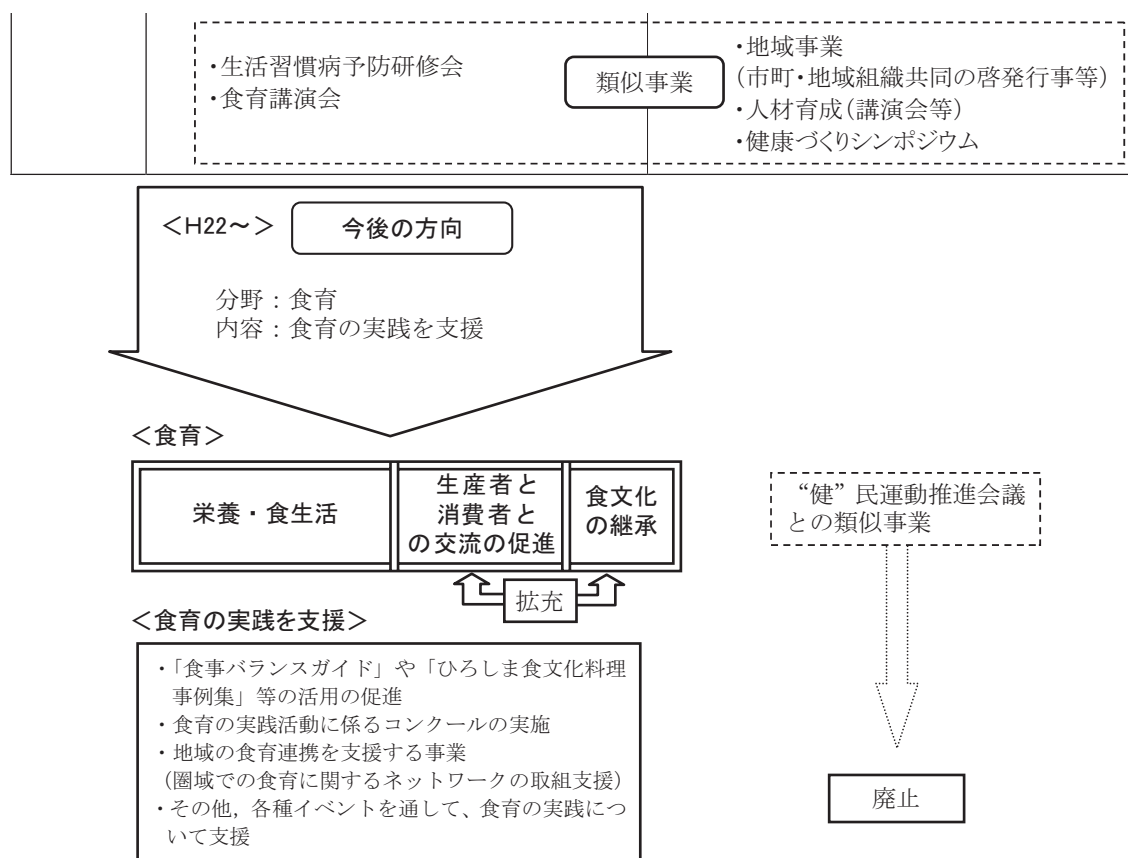 ・生活習慣病予防研修会
・食育講演会
類似事業
・地域事業
(市町・地域組織共同の啓発行事等)
・人材育成(講演会等)
・健康づくりシンポジウム
＜H22～＞
今後の方向
分野：食育
内容：食育の実践を支援
＜食育＞
栄養・食生活
生産者と
消費者と
の交流の促進
食文化
の継承
拡充
“健”民運動推進会議
との類似事業
廃止
＜食育の実践を支援＞
・「食事バランスガイド」や「ひろしま食文化料理
事例集」等の活用の促進
・食育の実践活動に係るコンクールの実施
・地域の食育連携を支援する事業
(圏域での食育に関するネットワークの取組支援)
・その他，各種イベントを通して、食育の実践につ
いて支援